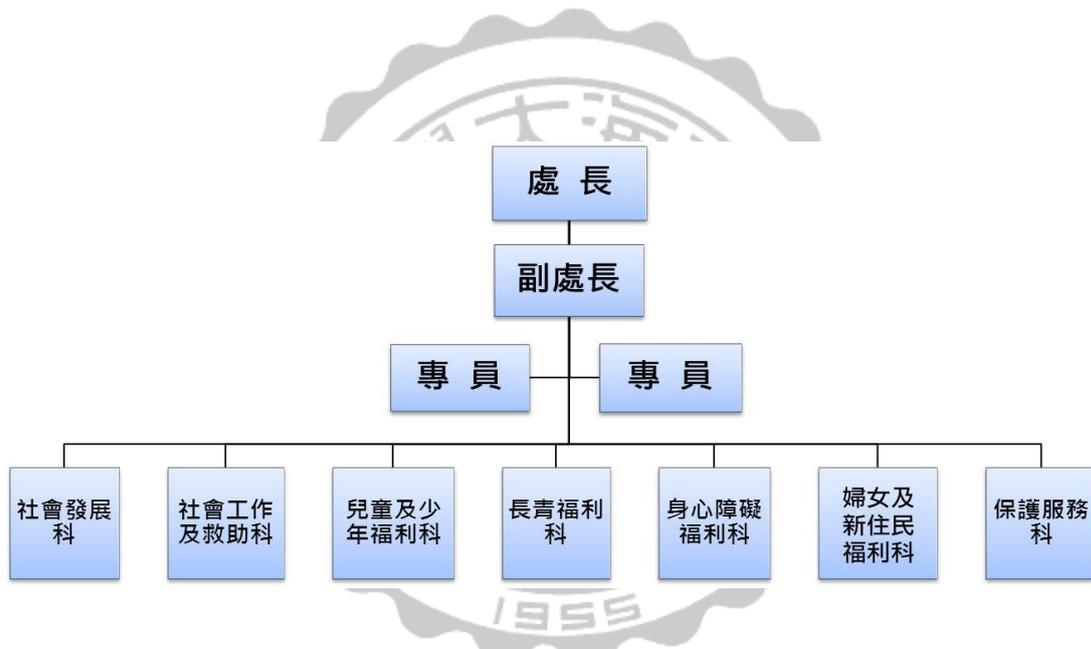 大海
處 長
副處長
專 員
專 員
社會發展
科
社會工作
及救助科
兒童及少
年福利科
長青福利
科
身心障礙
福利科
婦女及
新住民
福利科
保護服務
科
1955